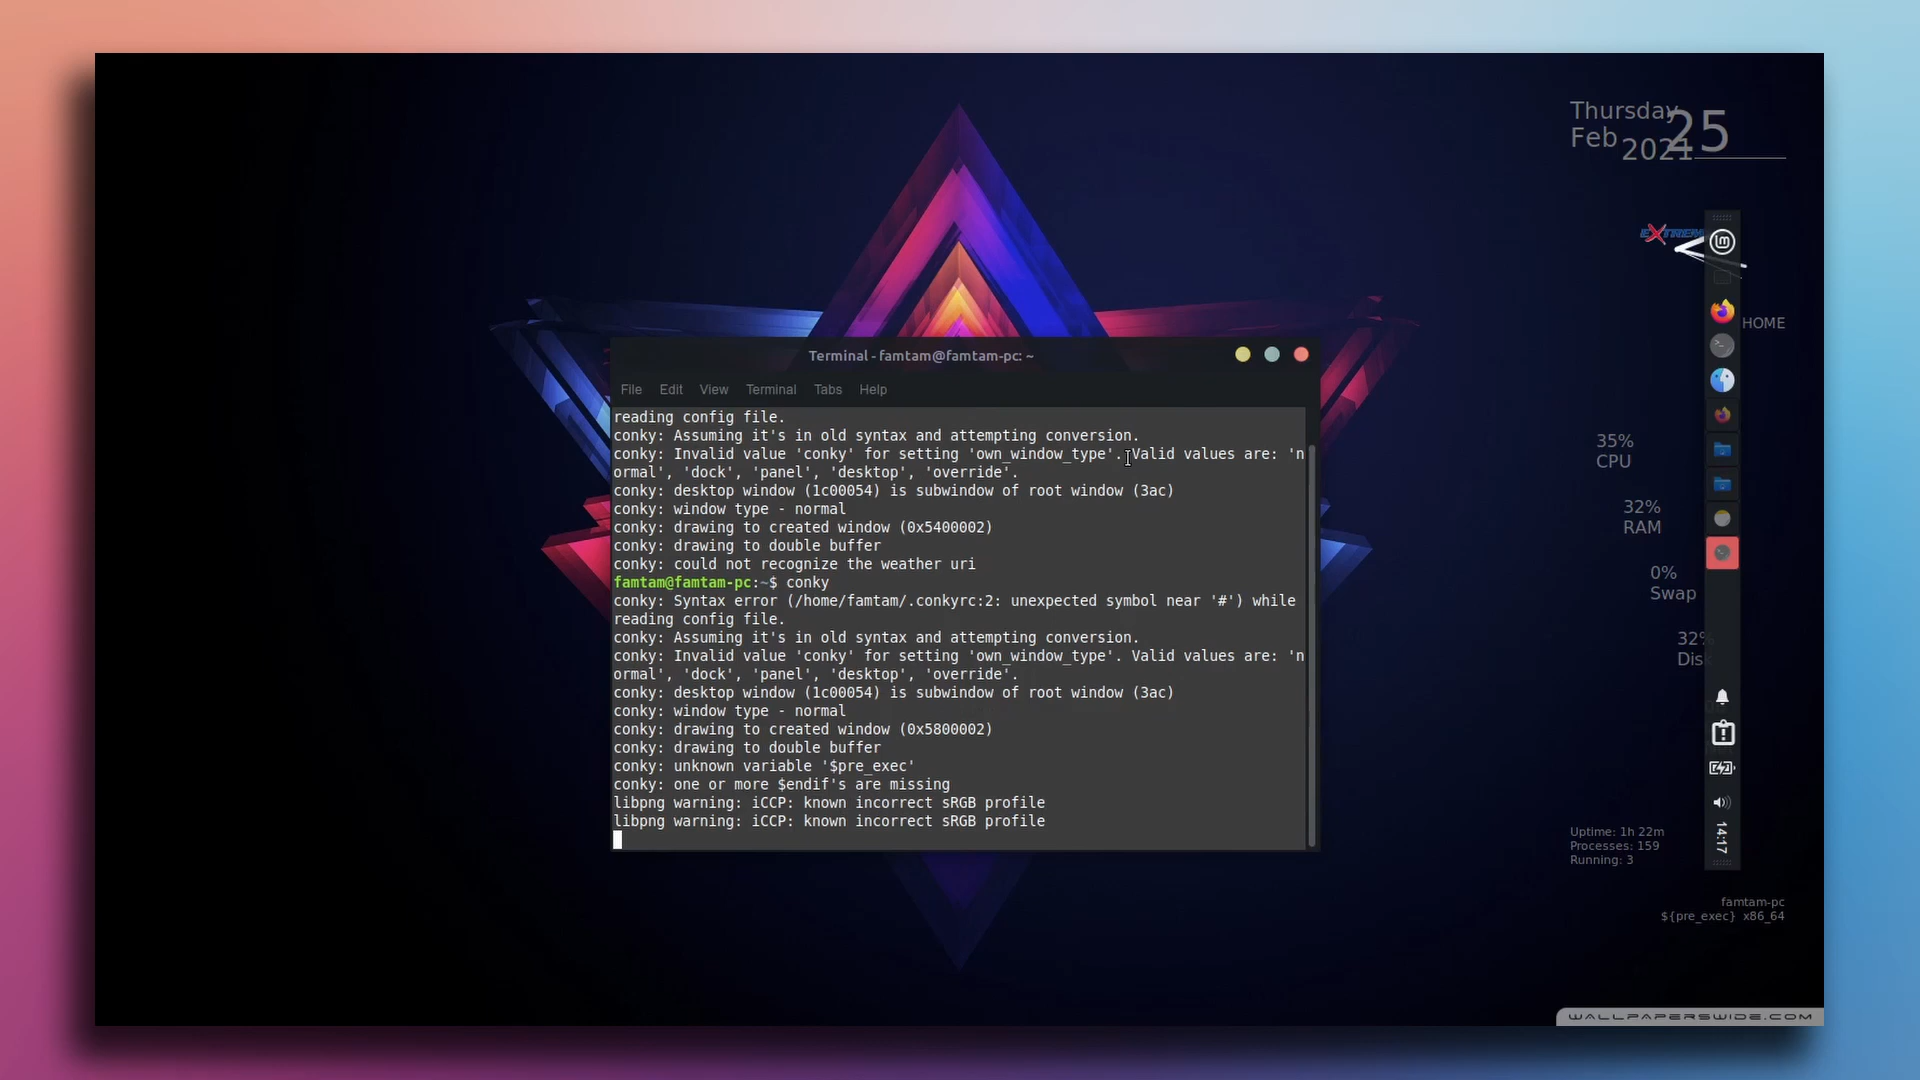 Thursday
Feb 2021 25
EXTREME
HOME
Terminal - famtam@famtam-pc: ~
File Edit View Terminal Tabs Help
reading config file.
conky: Assuming it's in old syntax and attempting conversion.
conky: Invalid value 'conky' for setting 'own_window_type'. Valid values are: 'n
ormal', 'dock', 'panel', 'desktop', 'override'.
conky: desktop window (1c00054) is subwindow of root window (3ac)
conky: window type - normal
conky: drawing to created window (0x5400002)
conky: drawing to double buffer
conky: could not recognize the weather uri
famtam@famtam-pc:~$ conky
conky: Syntax error (/home/famtam/.conkyrc:2: unexpected symbol near '#') while
reading config file.
conky: Assuming it's in old syntax and attempting conversion.
conky: Invalid value 'conky' for setting 'own_window_type'. Valid values are: 'n
ormal', 'dock', 'panel', 'desktop', 'override'.
conky: desktop window (1c00054) is subwindow of root window (3ac)
conky: window type - normal
conky: drawing to created window (0x5800002)
conky: drawing to double buffer
conky: unknown variable '$pre_exec'
conky: one or more $endif's are missing
libpng warning: iCCP: known incorrect sRGB profile
libpng warning: iCCP: known incorrect sRGB profile
35%
CPU
32%
RAM
0%
Swap
32%
Disk
14:17
Uptime: 1h 22m
Processes: 159
Running: 3
famtam-pc
${pre_exec} x86_64
WALLPAPERSWIDE.COM